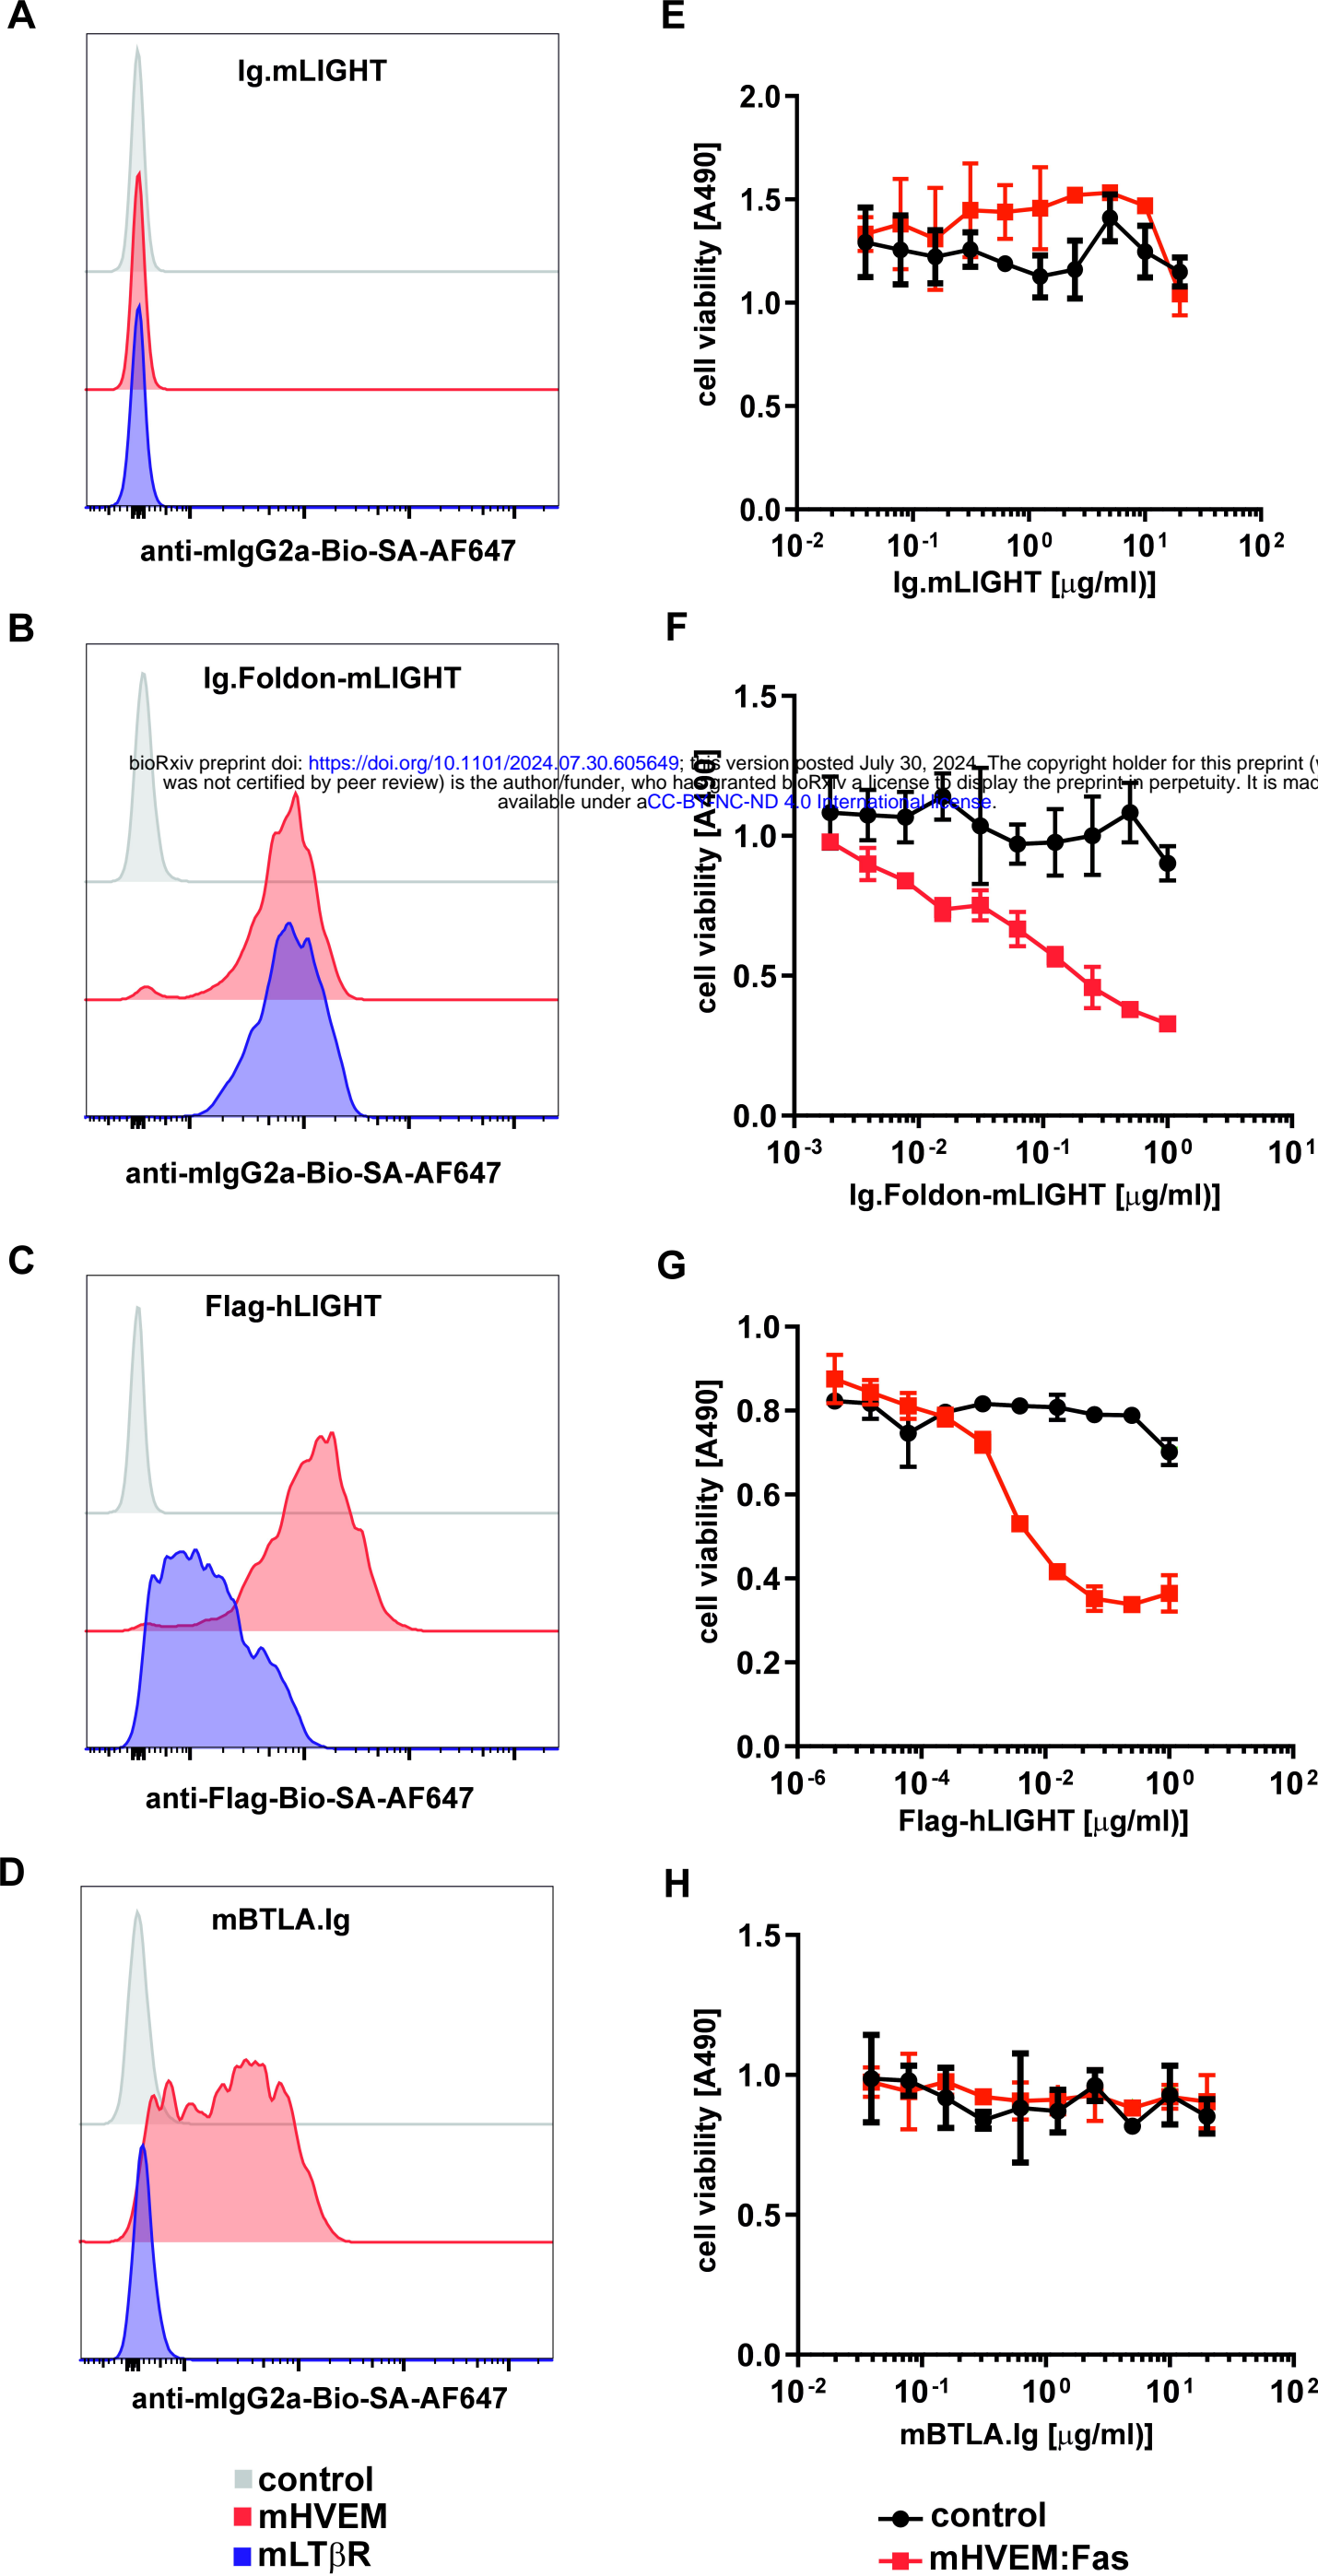 A
Ig.mLIGHT
anti-mIgG2a-Bio-SA-AF647
E
2.0
1.5
1.0
0.5
0.0
cell viability [A490]
10-2 10-1 100 101 102
Ig.mLIGHT [μg/ml)]
B
Ig.Foldon-mLIGHT
anti-mIgG2a-Bio-SA-AF647
F
1.5
1.0
0.5
0.0
cell viability [A490]
10-3 10-2 10-1 100 101
Ig.Foldon-mLIGHT [μg/ml)]
bioRxiv preprint doi: https://doi.org/10.1101/2024.07.30.605649; this version posted July 30, 2024. The copyright holder for this preprint (
was not certified by peer review) is the author/funder, who has granted bioRxiv a license to display the preprint in perpetuity. It is
available under aCC-BY-NC-ND 4.0 International license.
C
Flag-hLIGHT
anti-Flag-Bio-SA-AF647
G
1.0
0.8
0.6
0.4
0.2
0.0
cell viability [A490]
10-6 10-4 10-2 100 102
Flag-hLIGHT [μg/ml)]
D
mBTLA.Ig
anti-mIgG2a-Bio-SA-AF647
H
1.5
1.0
0.5
0.0
cell viability [A490]
10-2 10-1 100 101 102
mBTLA.Ig [μg/ml)]
control
mHVEM
mLTβR
control
mHVEM:Fas